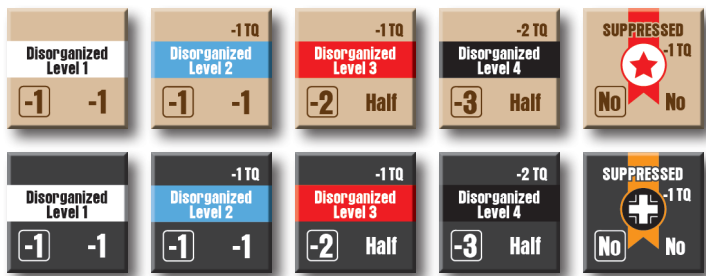 Disorganized
Level 1
-1 -1
-1 TQ
Disorganized
Level 2
-1 -1
-1 TQ
Disorganized
Level 3
-2 Half
-2 TQ
Disorganized
Level 4
-3 Half
SUPPRESSED
-1 TQ
No No
Disorganized
Level 1
-1 -1
-1 TQ
Disorganized
Level 2
-1 -1
-1 TQ
Disorganized
Level 3
-2 Half
-2 TQ
Disorganized
Level 4
-3 Half
SUPPRESSED
-1 TQ
No No